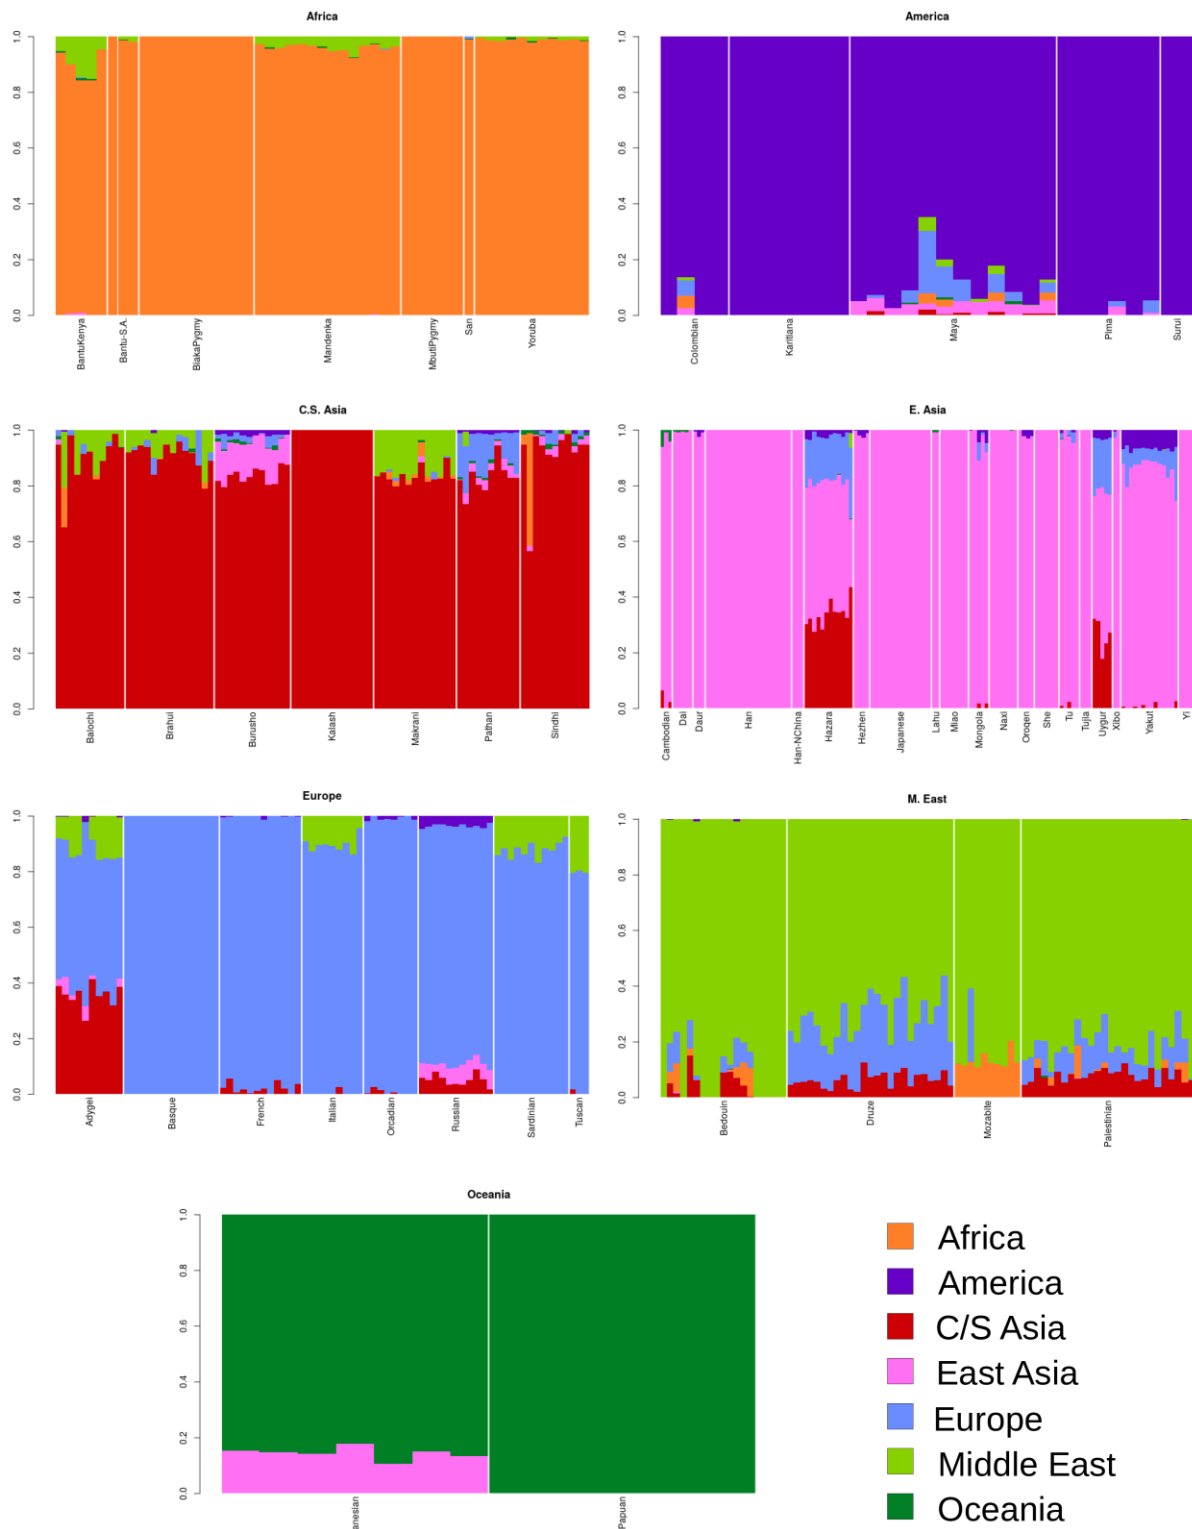 Africa
1.0
0.8
0.6
0.4
0.2
0.0
BantuKenya
Bantu-S.A.
BiakaPygmy
Mandenka
MbutiPygmy
San
Yoruba
America
1.0
0.8
0.6
0.4
0.2
0.0
Colombian
Karitiana
Maya
Pima
Surui
C.S. Asia
1.0
0.8
0.6
0.4
0.2
0.0
Balochi
Brahui
Burusho
Kalash
Makrani
Pathan
Sindhi
E. Asia
1.0
0.8
0.6
0.4
0.2
0.0
Cambodian
Dai
Daur
Han
Han-NChina
Hazara
Hezhen
Japanese
Lahu
Miao
Mongola
Naxi
Oroqen
She
Tu
Tujia
Uygur
Xibo
Yakut
Yi
Europe
1.0
0.8
0.6
0.4
0.2
0.0
Adygei
Basque
French
Italian
Orcadian
Russian
Sardinian
Tuscan
M. East
1.0
0.8
0.6
0.4
0.2
0.0
Bedouin
Druze
Mozabite
Palestinian
Oceania
1.0
0.8
0.6
0.4
0.2
0.0
anesian
Papuan
Africa
America
C/S Asia
East Asia
Europe
Middle East
Oceania